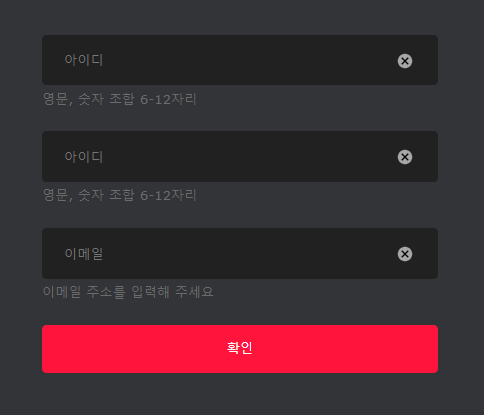 아이디
영문, 숫자 조합 6-12자리
아이디
영문, 숫자 조합 6-12자리
이메일
이메일 주소를 입력해 주세요
확인